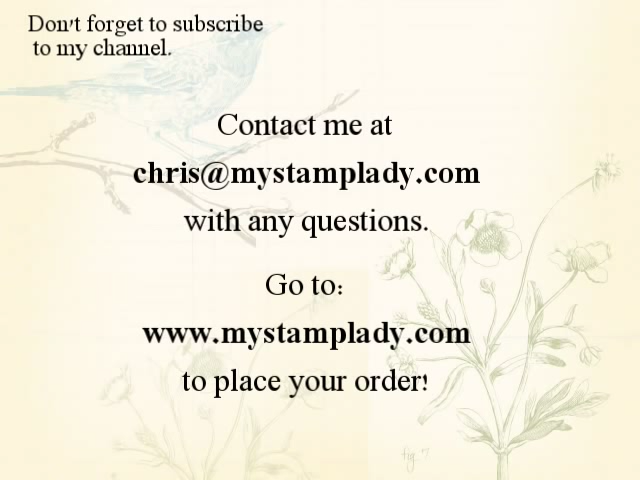 Don't forget to subscribe
to my channel.
Contact me at
chris@mystamplady.com
with any questions.
Go to:
www.mystamplady.com
to place your order!